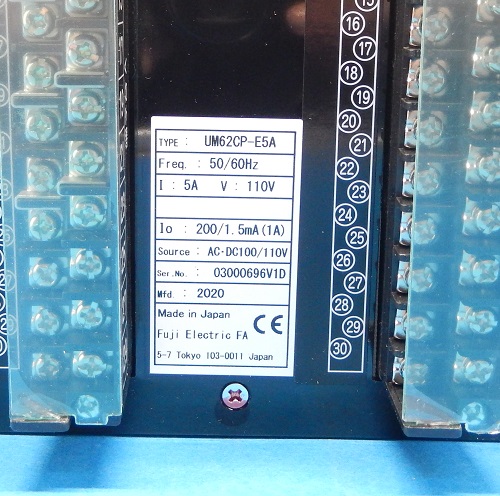 TYPE : UM62CP-E5A
Freq. : 50/60Hz
I : 5A V : 110V
Io : 200/1.5mA(1A)
Source : AC·DC100/110V
Ser.No. : 03000696V1D
Mfd. : 2020
Made in Japan
CE
Fuji Electric FA
5-7 Tokyo 103-0011 Japan
15
16
17
18
19
20
21
22
23
24
25
26
27
28
29
30